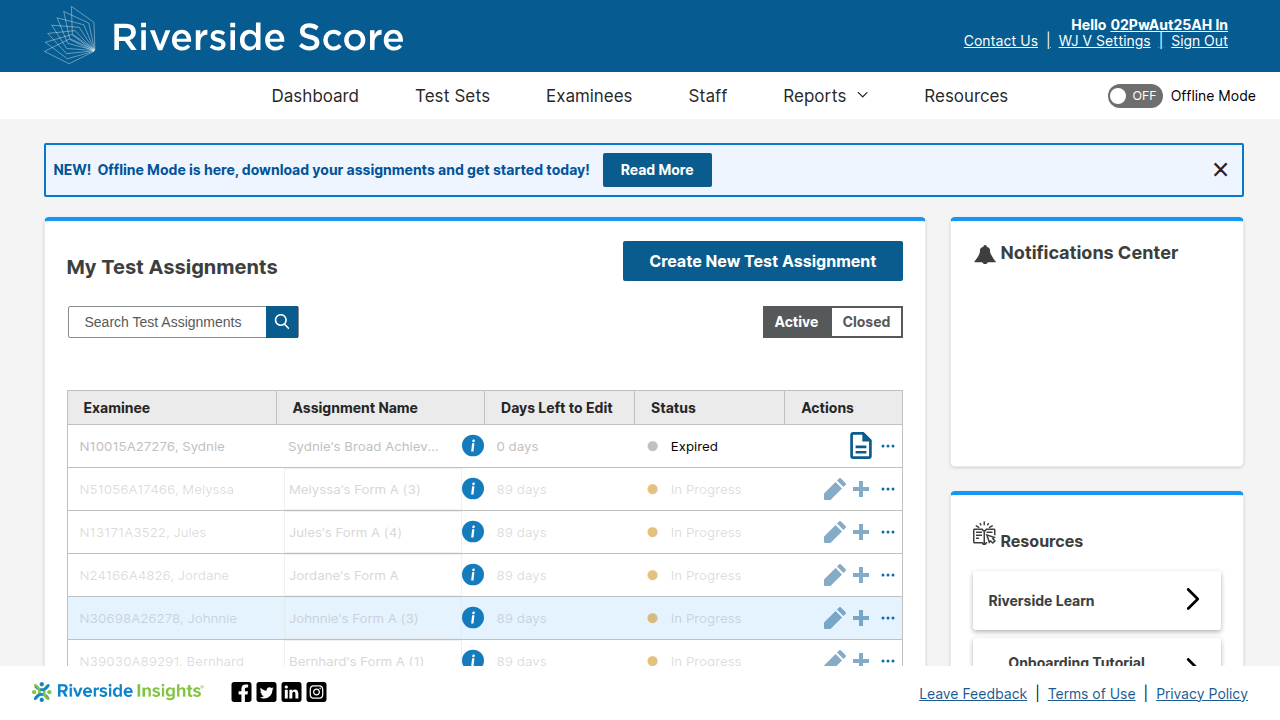 Riverside Score
Hello 02PwAut25AH In
Contact Us | WJ V Settings | Sign Out
Dashboard Test Sets Examinees Staff Reports Resources OFF Offline Mode
NEW! Offline Mode is here, download your assignments and get started today! Read More
My Test Assignments
Create New Test Assignment
Search Test Assignments
Active Closed
Examinee Assignment Name Days Left to Edit Status Actions
N10015A27276, Sydnie Sydnie's Broad Achiev... i 0 days Expired
N51056A17466, Melyssa Melyssa's Form A (3) i 89 days In Progress
N13171A3522, Jules Jules's Form A (4) i 89 days In Progress
N24166A4826, Jordane Jordane's Form A i 89 days In Progress
N30698A26278, Johnnie Johnnie's Form A (3) i 89 days In Progress
N39030A89291, Bernhard Bernhard's Form A (1) i 89 days In Progress
Notifications Center
Resources
Riverside Learn
Onboarding Tutorial
Riverside Insights
Leave Feedback | Terms of Use | Privacy Policy